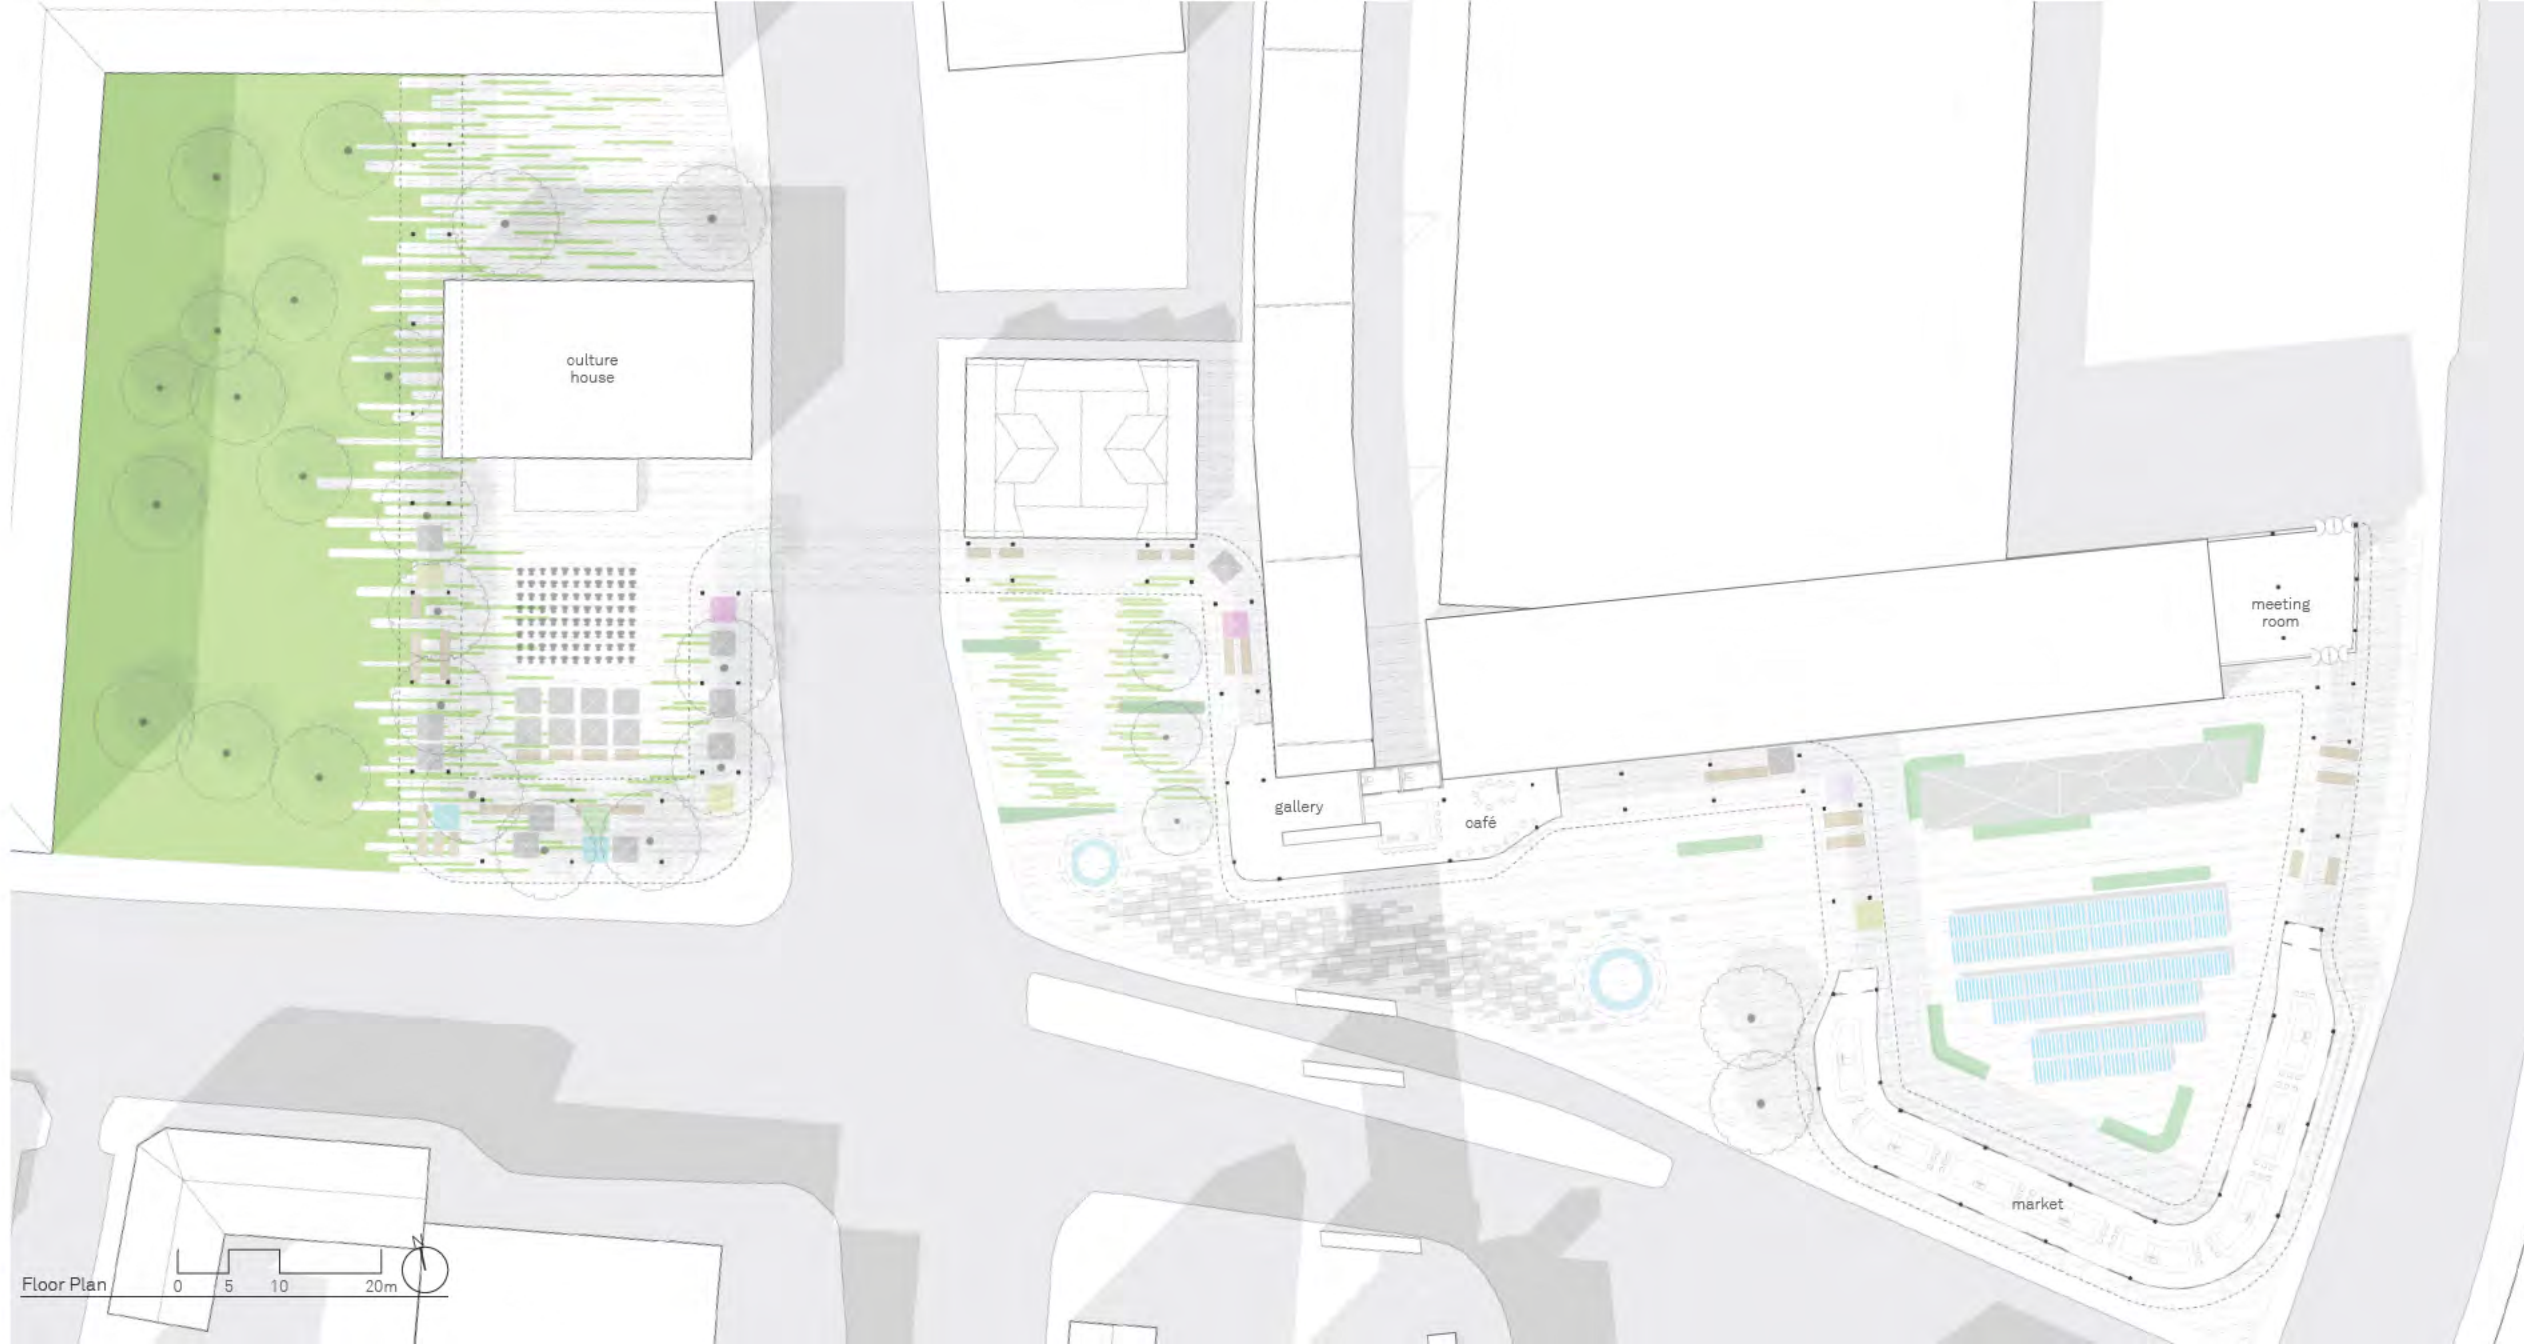 culture
house
meeting
room
gallery
café
market
N
Floor Plan
0 5 10 20m